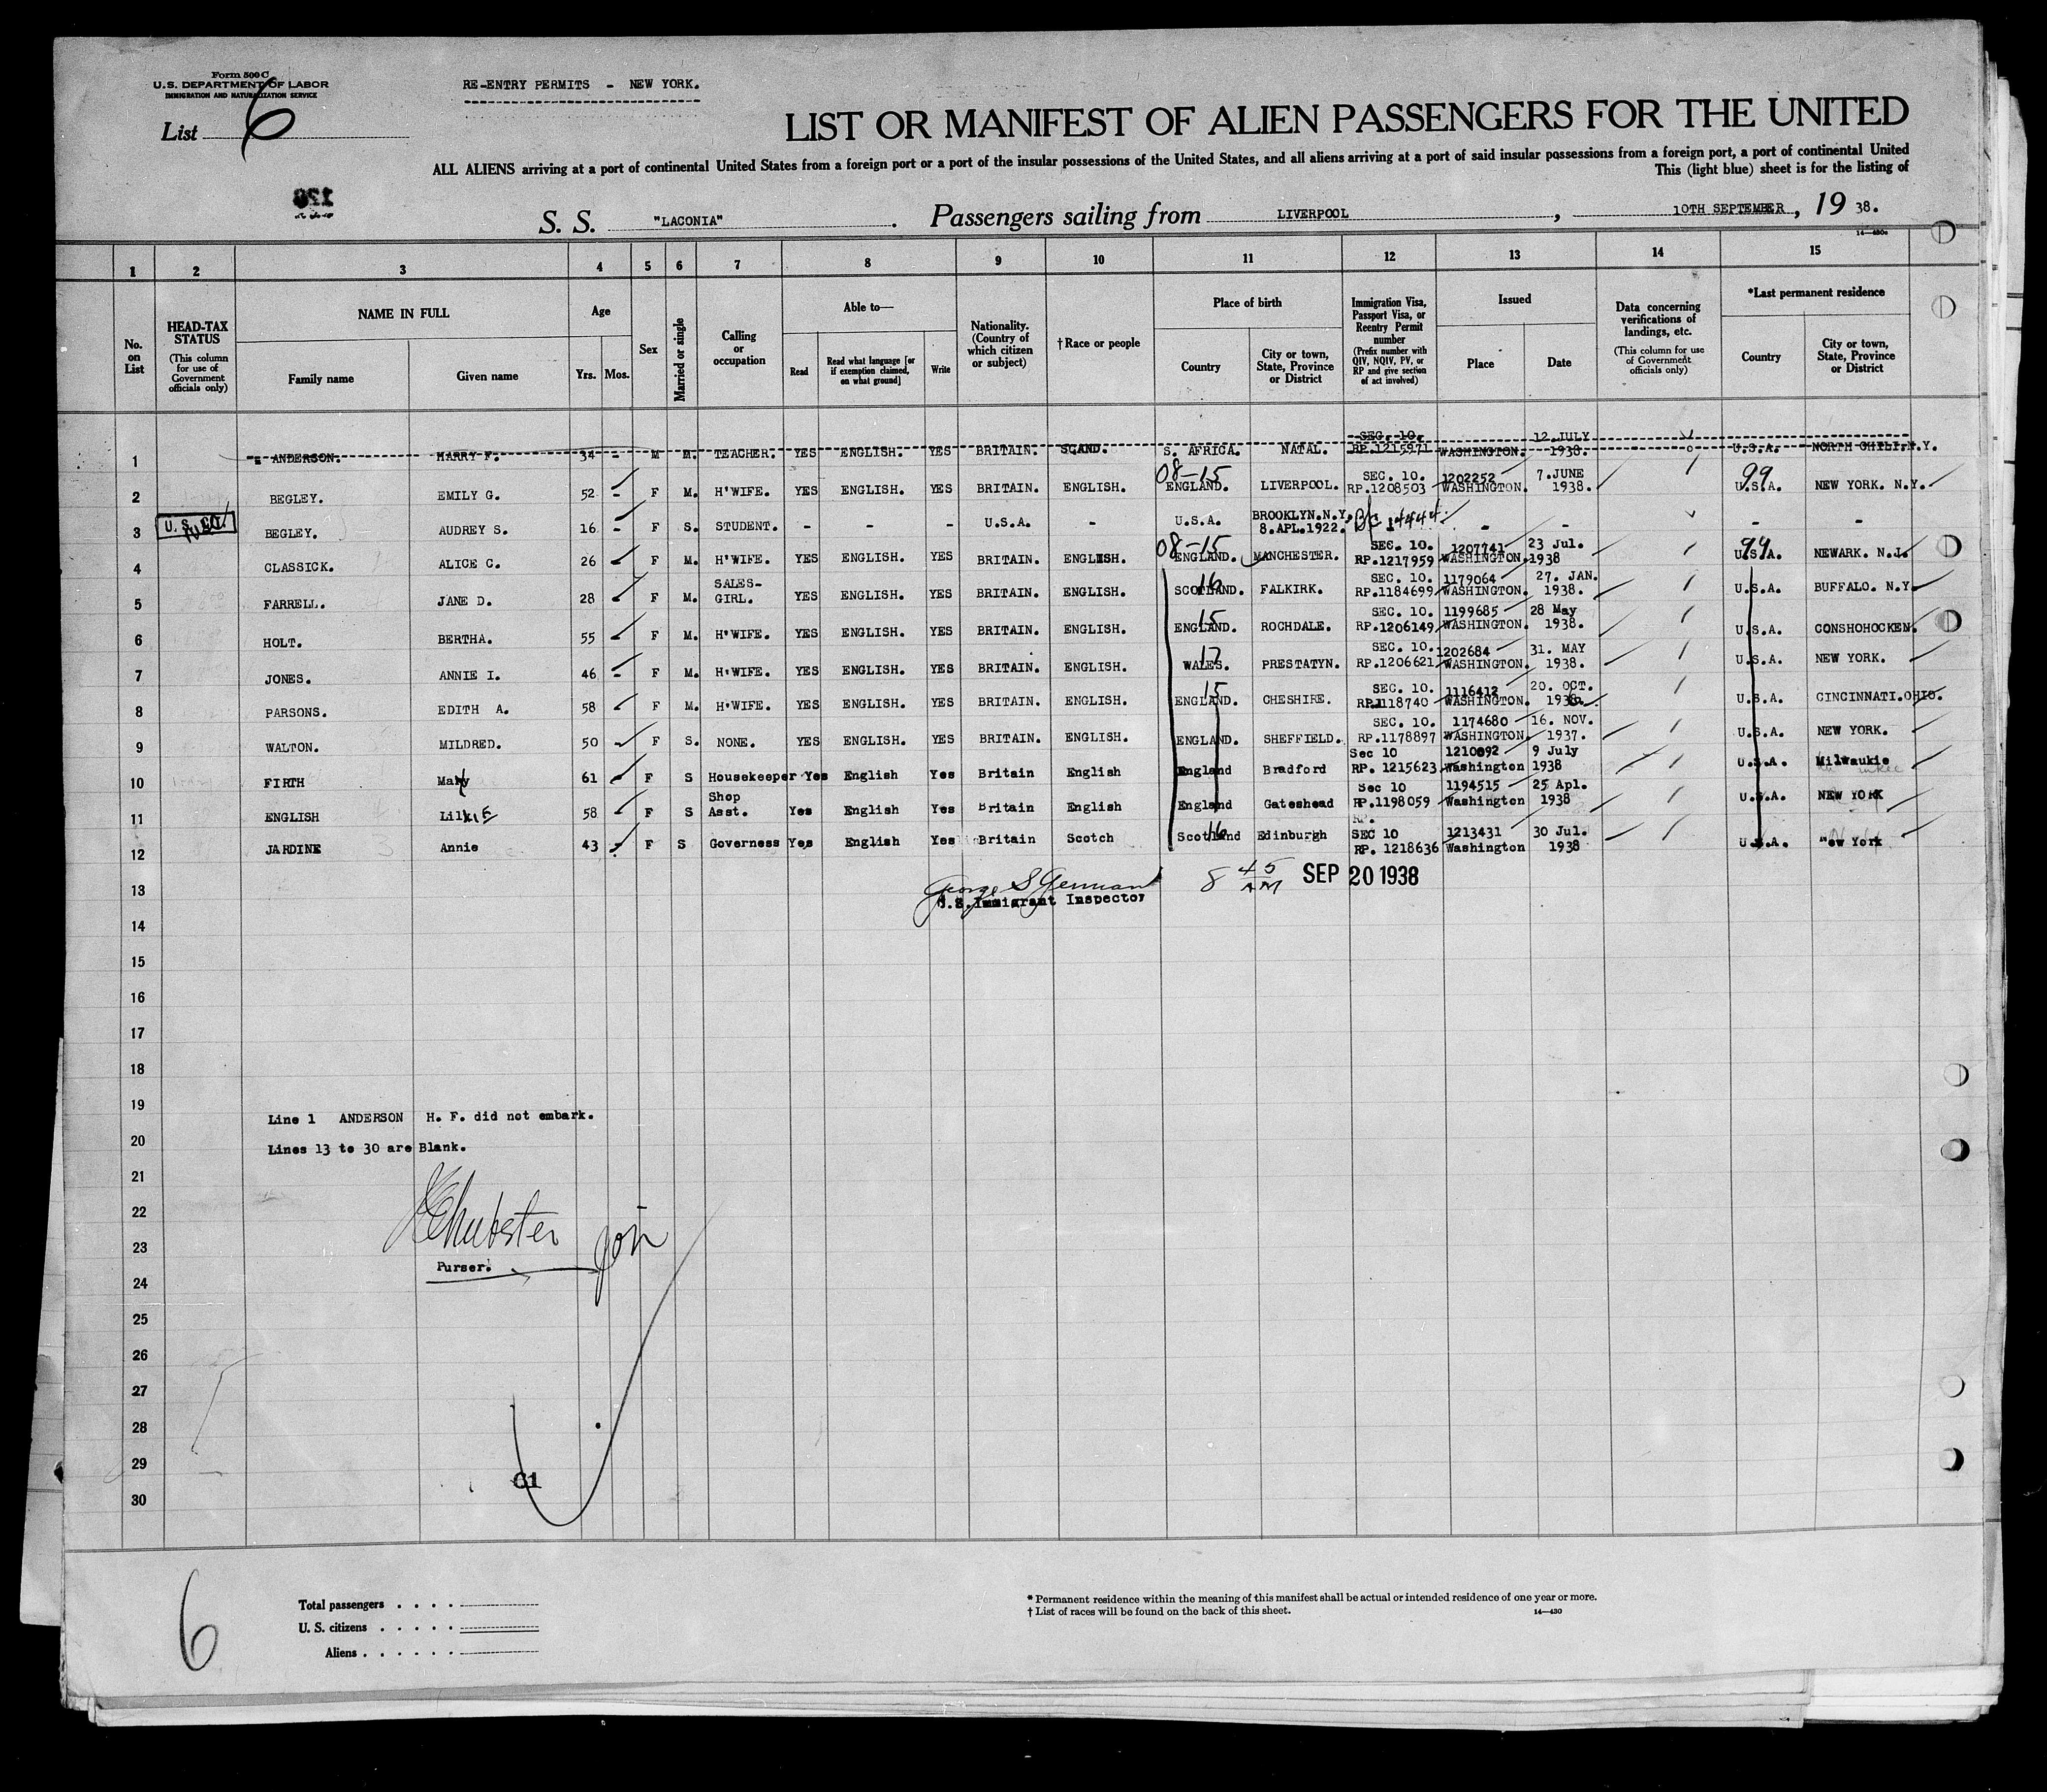 Form 500 C
U.S. DEPARTMENT OF LABOR
IMMIGRATION AND NATURALIZATION SERVICE
RE-ENTRY PERMITS - NEW YORK.
List 6
LIST OR MANIFEST OF ALIEN PASSENGERS FOR THE UNITED
ALL ALIENS arriving at a port of continental United States from a foreign port or a port of the insular possessions of the United States, and all aliens arriving at a port of said insular possessions from a foreign port, a port of continental United
This (light blue) sheet is for the listing of
S. S. "LACONIA". Passengers sailing from LIVERPOOL, 10TH SEPTEMBER, 19 38.
14—430c
1 2 3 4 5 6 7 8 9 10 11 12 13 14 15
No. on List
HEAD-TAX STATUS (This column for use of Government officials only)
NAME IN FULL Family name Given name
Age Yrs. Mos.
Sex
Married or single
Calling or occupation
Able to— Read Read what language [or if exemption claimed, on what ground] Write
Nationality. (Country of which citizen or subject)
† Race or people
Place of birth Country City or town, State, Province or District
Immigration Visa, Passport Visa, or Reentry Permit number (Prefix number with QIV, NQIV, PV, or RP and give section of act involved)
Issued Place Date
Data concerning verifications of landings, etc. (This column for use of Government officials only)
*Last permanent residence Country City or town, State, Province or District
1 ANDERSON. HARRY F. 34 - M M. TEACHER. YES ENGLISH. YES BRITAIN. SCAND. S. AFRICA. NATAL. SEC. 10. RP.1215971 WASHINGTON. 12 JULY 1938. U.S.A. NORTH CHILI.N.Y.
2 BEGLEY. EMILY G. 52 - F M. H'WIFE. YES ENGLISH. YES BRITAIN. ENGLISH. 08-15 ENGLAND. LIVERPOOL. SEC. 10. RP.1208503 1202252 WASHINGTON. 7.JUNE 1938. 99 U.S.A. NEW YORK. N.Y.
3 U.S. BEGLEY. AUDREY S. 16 - F S. STUDENT. - - - U.S.A. - U.S.A. BROOKLYN.N.Y. 8.APL.1922. - - - -
4 CLASSICK. ALICE C. 26 F M. H'WIFE. YES ENGLISH. YES BRITAIN. ENGLISH. 08-15 ENGLAND. MANCHESTER. SEC. 10. RP.1217959 1207741 WASHINGTON. 23 Jul. 1938 99 U.S.A. NEWARK. N.J.
5 FARRELL. JANE D. 28 F M. SALES-GIRL. YES ENGLISH. YES BRITAIN. ENGLISH. 16 SCOTLAND. FALKIRK. SEC. 10. RP.1184699 1179064 WASHINGTON. 27. JAN. 1938. U.S.A. BUFFALO. N.Y.
6 HOLT. BERTHA. 55 F M. H'WIFE. YES ENGLISH. YES BRITAIN. ENGLISH. 15 ENGLAND. ROCHDALE. SEC. 10. RP.1206149 1199685 WASHINGTON. 28 May 1938. U.S.A. CONSHOHOCKEN.
7 JONES. ANNIE I. 46 - F M. H'WIFE. YES ENGLISH. YES BRITAIN. ENGLISH. 17 WALES. PRESTATYN. SEC. 10. RP.1206621 1202684 WASHINGTON. 31. MAY 1938. U.S.A. NEW YORK.
8 PARSONS. EDITH A. 58 F M. H'WIFE. YES ENGLISH. YES BRITAIN. ENGLISH. 15 ENGLAND. CHESHIRE. SEC. 10. RP.1118740 1116412 WASHINGTON. 20. OCT. U.S.A. CINCINNATI.OHIO.
9 WALTON. MILDRED. 50 - F S. NONE. YES ENGLISH. YES BRITAIN. ENGLISH. ENGLAND. SHEFFIELD. SEC. 10. RP.1178897 1174680 WASHINGTON. 16. NOV. 1937. U.S.A. NEW YORK.
10 FIRTH Mary 61 F S Housekeeper Yes English Yes Britain English England Bradford Sec 10 RP. 1215623 1210092 Washington 9 July 1938 U.S.A. Milwaukie
11 ENGLISH LilxiE 58 F S Shop Asst. Yes English Yes Britain English England Gateshead Sec 10 RP.1198059 1194515 Washington 25 Apl. 1938 U.S.A. NEW YORK
12 JARDINE Annie 43 F S Governess Yes English Yes Britain Scotch 16 Scotland Edinburgh SEC 10 RP. 1218636 1213431 Washington 30 Jul. 1938 U.S.A. New York
13
George S German 8 45 AM SEP 20 1938
U.S.Immigrant Inspector
14
15
16
17
18
19
Line 1 ANDERSON H. F. did not embark.
20
Lines 13 to 30 are Blank.
21
22
23
Purser.
24
25
26
27
28
29
61
30
6
Total passengers
U. S. citizens
Aliens
* Permanent residence within the meaning of this manifest shall be actual or intended residence of one year or more.
† List of races will be found on the back of this sheet.
14—430